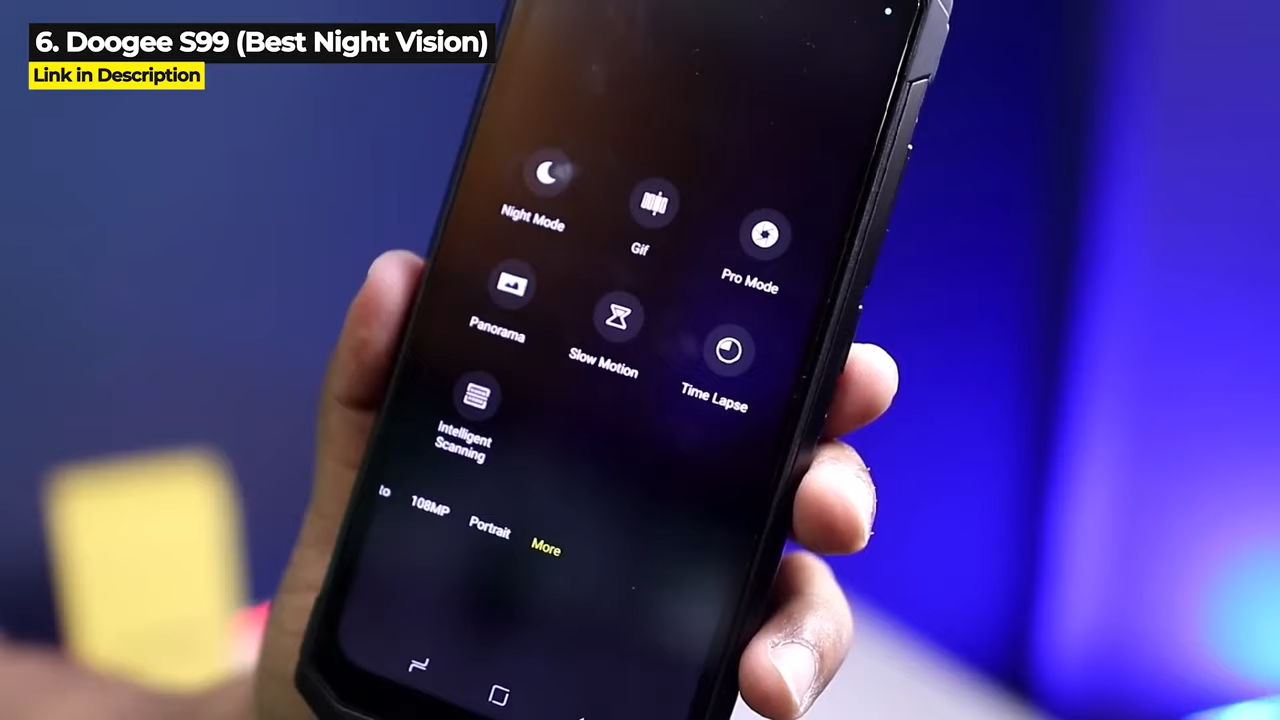 6. Doogee S99 (Best Night Vision)
Link in Description
Night Mode
Gif
Pro Mode
Panorama
Slow Motion
Time Lapse
Intelligent
Scanning
to
108MP
Portrait
More